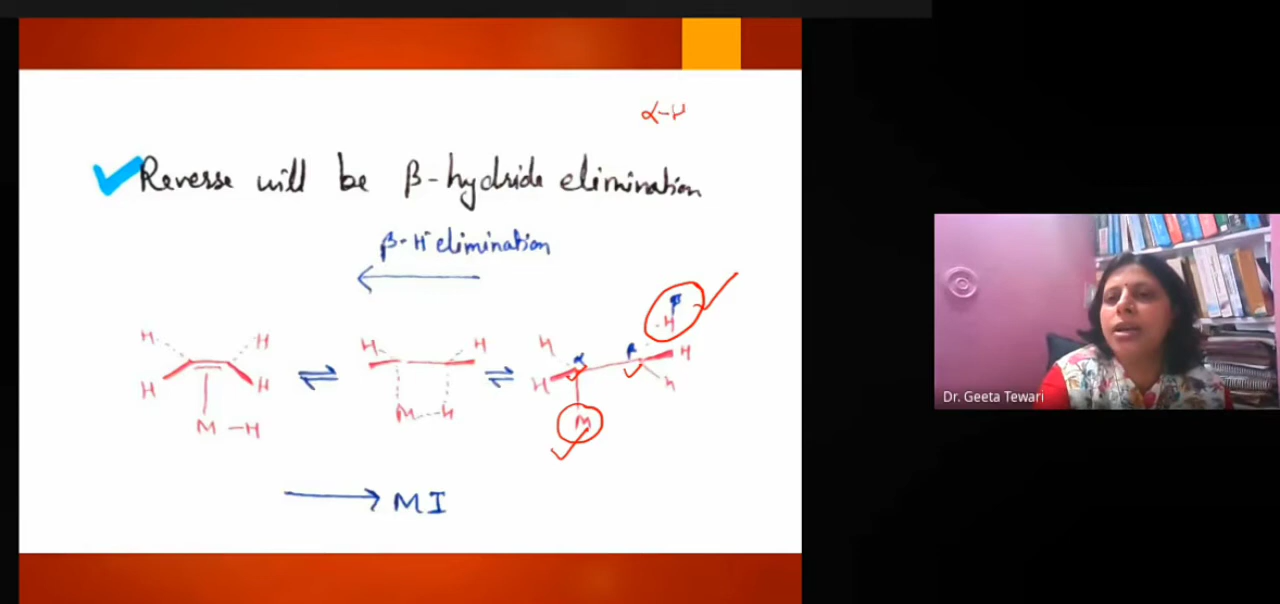 α-H
Reverse will be β-hydride elimination
β-H elimination
H H β
H H H H
H α β H
H H H H
M-H M--H M
→ MI
Dr. Geeta Tewari